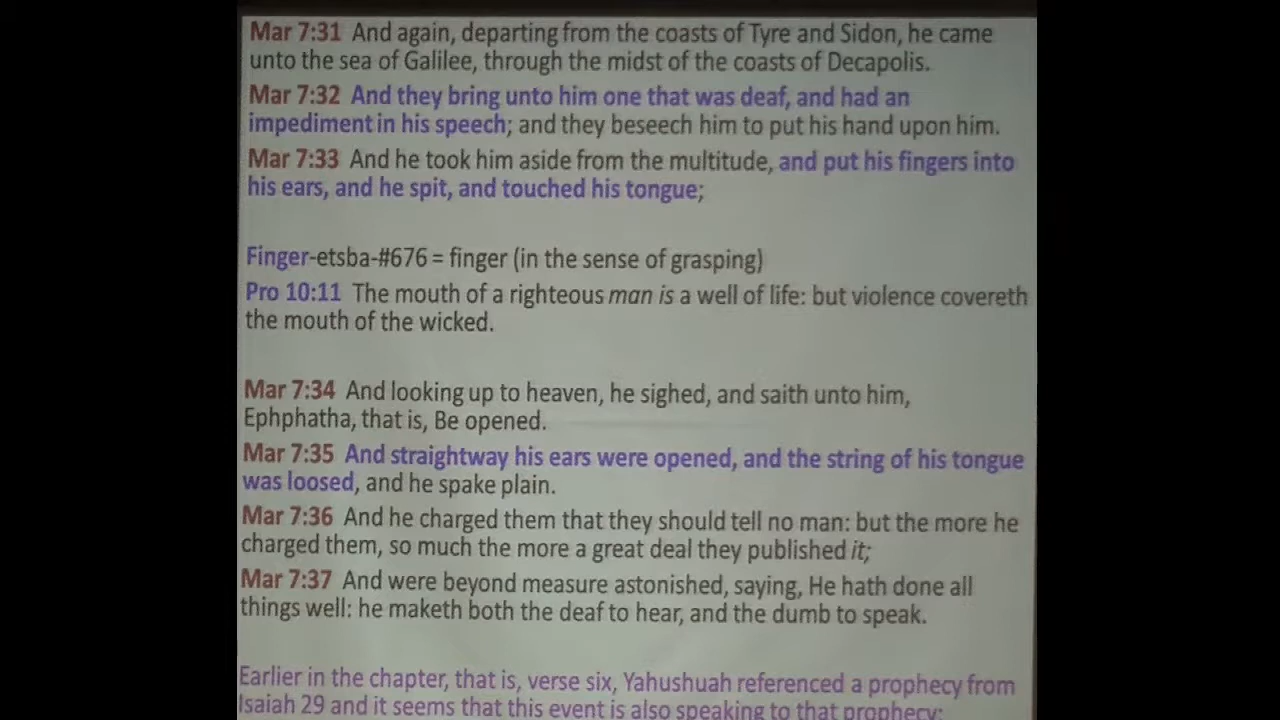 Mar 7:31 And again, departing from the coasts of Tyre and Sidon, he came
unto the sea of Galilee, through the midst of the coasts of Decapolis.
Mar 7:32 And they bring unto him one that was deaf, and had an
impediment in his speech; and they beseech him to put his hand upon him.
Mar 7:33 And he took him aside from the multitude, and put his fingers into
his ears, and he spit, and touched his tongue;
Finger-etsba-#676 = finger (in the sense of grasping)
Pro 10:11 The mouth of a righteous man is a well of life: but violence covereth
the mouth of the wicked.
Mar 7:34 And looking up to heaven, he sighed, and saith unto him,
Ephphatha, that is, Be opened.
Mar 7:35 And straightway his ears were opened, and the string of his tongue
was loosed, and he spake plain.
Mar 7:36 And he charged them that they should tell no man: but the more he
charged them, so much the more a great deal they published it;
Mar 7:37 And were beyond measure astonished, saying, He hath done all
things well: he maketh both the deaf to hear, and the dumb to speak.
Earlier in the chapter, that is, verse six, Yahushuah referenced a prophecy from
Isaiah 29 and it seems that this event is also speaking to that prophecy: